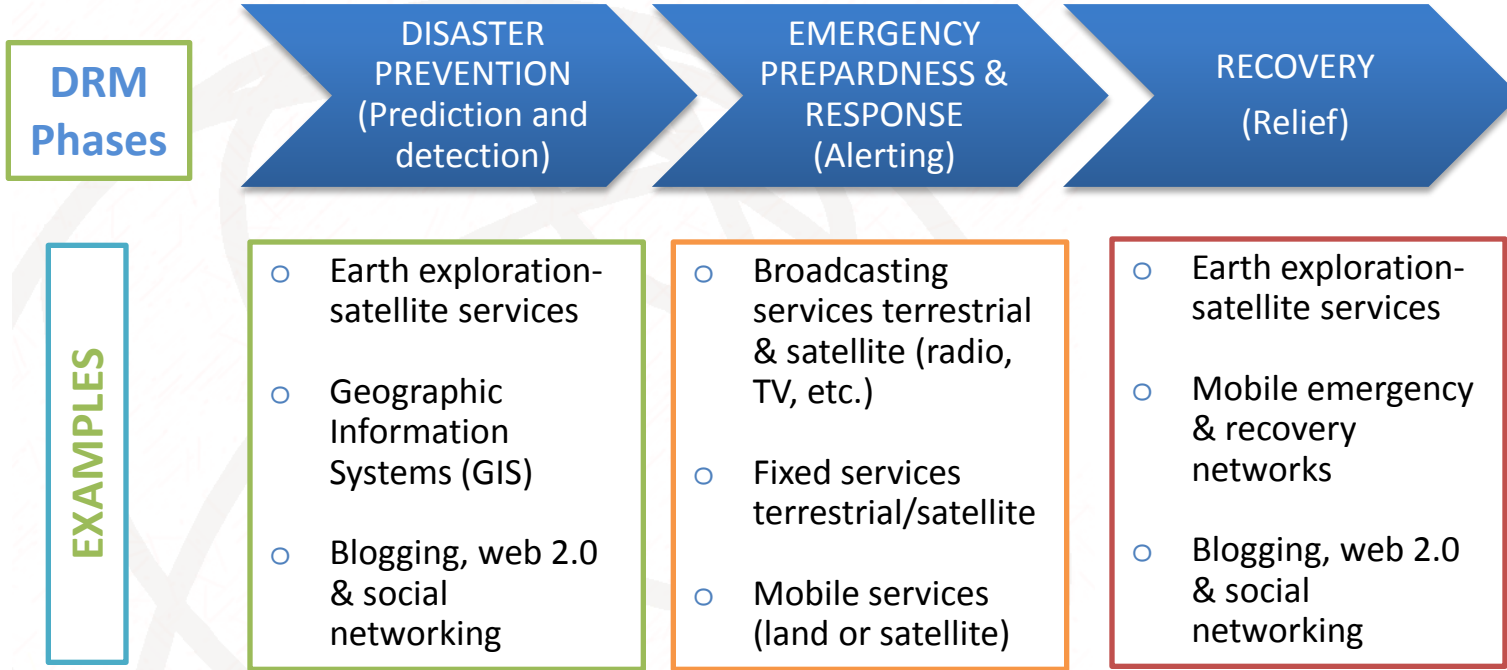 DRM
Phases
DISASTER
PREVENTION
(Prediction and
detection)
EMERGENCY
PREPARDNESS &
RESPONSE
(Alerting)
RECOVERY
(Relief)
EXAMPLES
o Earth exploration-
satellite services
o Geographic
Information
Systems (GIS)
o Blogging, web 2.0
& social
networking
o Broadcasting
services terrestrial
& satellite (radio,
TV, etc.)
o Fixed services
terrestrial/satellite
o Mobile services
(land or satellite)
o Earth exploration-
satellite services
o Mobile emergency
& recovery
networks
o Blogging, web 2.0
& social
networking